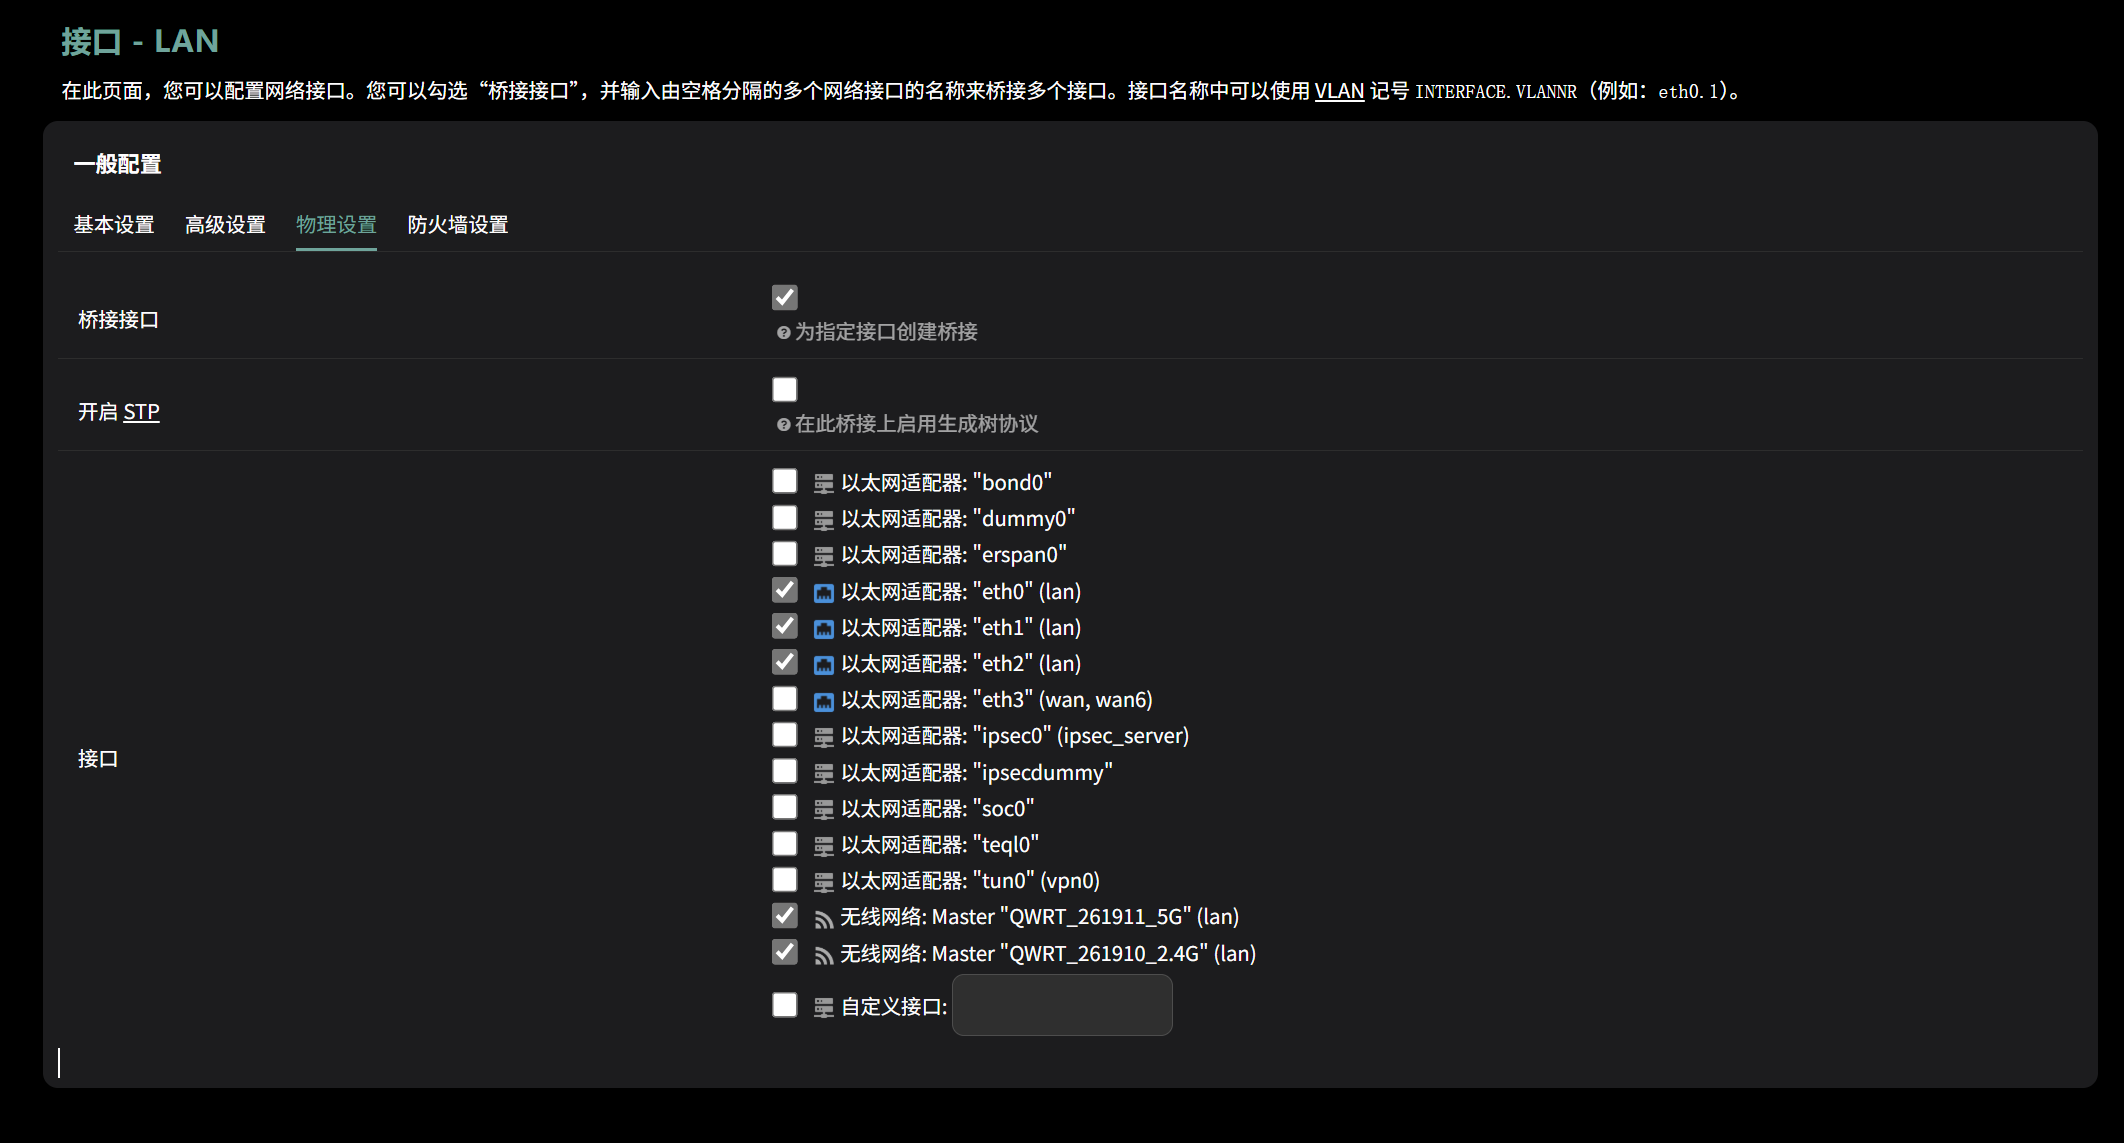 接口 - LAN
在此页面，您可以配置网络接口。您可以勾选“桥接接口”，并输入由空格分隔的多个网络接口的名称来桥接多个接口。接口名称中可以使用 VLAN 记号 INTERFACE.VLANNR（例如：eth0.1）。
一般配置
基本设置 高级设置 物理设置 防火墙设置
桥接接口
为指定接口创建桥接
开启 STP
在此桥接上启用生成树协议
接口
以太网适配器: "bond0"
以太网适配器: "dummy0"
以太网适配器: "erspan0"
以太网适配器: "eth0" (lan)
以太网适配器: "eth1" (lan)
以太网适配器: "eth2" (lan)
以太网适配器: "eth3" (wan, wan6)
以太网适配器: "ipsec0" (ipsec_server)
以太网适配器: "ipsecdummy"
以太网适配器: "soc0"
以太网适配器: "teql0"
以太网适配器: "tun0" (vpn0)
无线网络: Master "QWRT_261911_5G" (lan)
无线网络: Master "QWRT_261910_2.4G" (lan)
自定义接口: